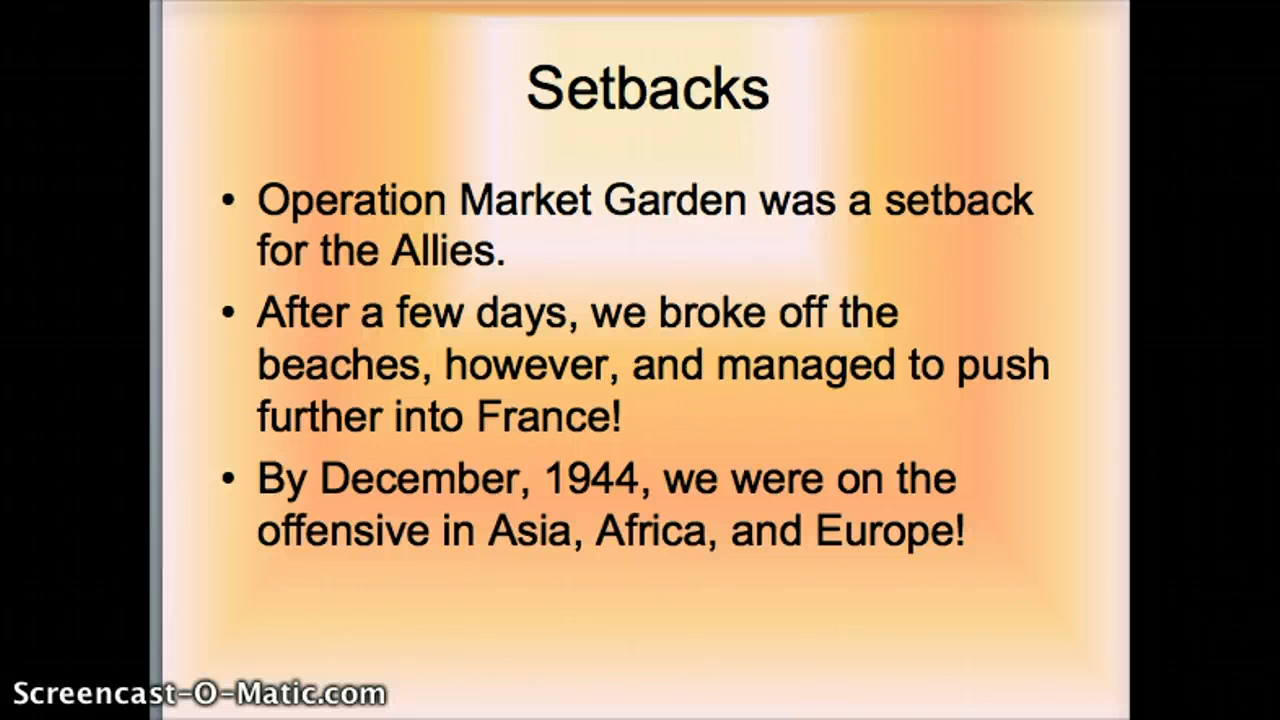 Setbacks
• Operation Market Garden was a setback
for the Allies.
• After a few days, we broke off the
beaches, however, and managed to push
further into France!
• By December, 1944, we were on the
offensive in Asia, Africa, and Europe!
Screencast-O-Matic.com